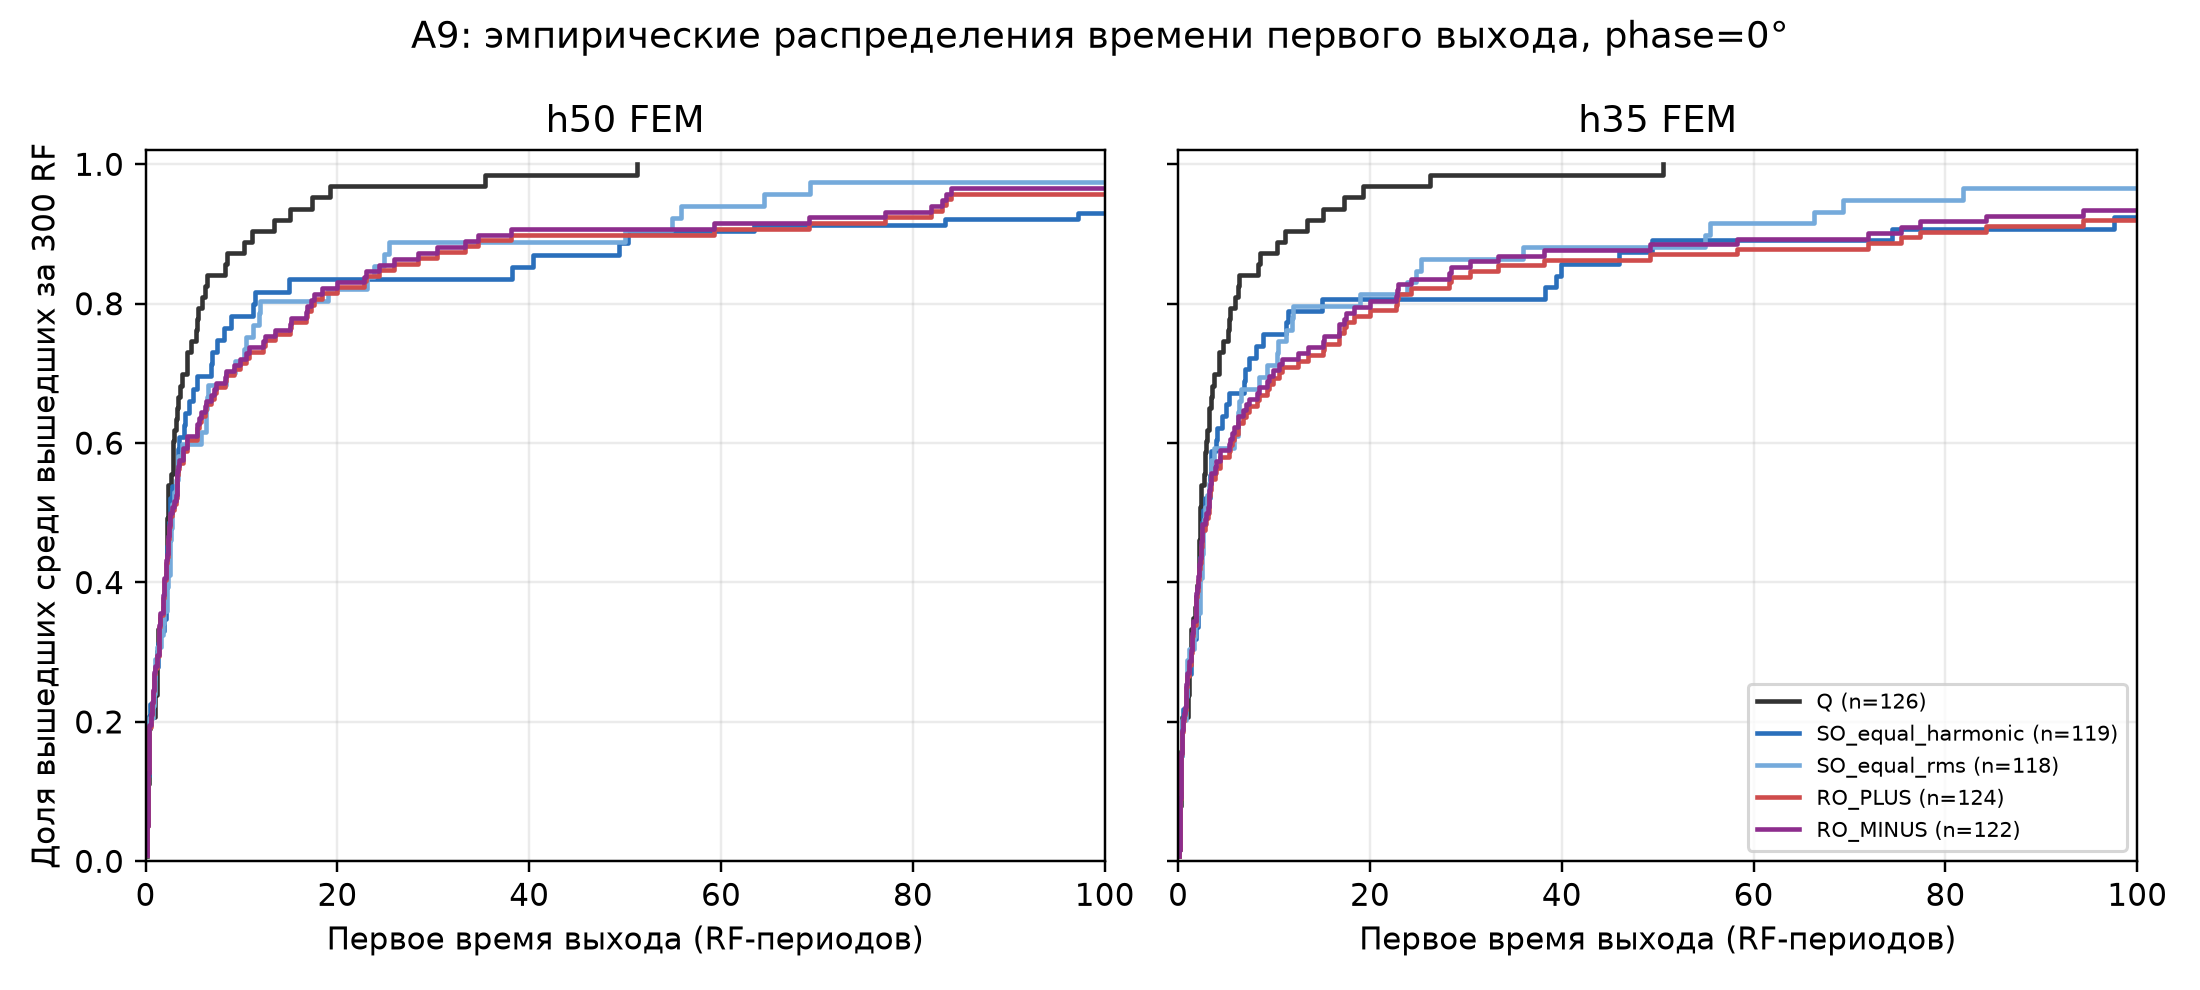 A9: эмпирические распределения времени первого выхода, phase=0°
h50 FEM
h35 FEM
Доля вышедших среди вышедших за 300 RF
1.0
0.8
0.6
0.4
0.2
0.0
0 20 40 60 80 100
0 20 40 60 80 100
Первое время выхода (RF-периодов)
Первое время выхода (RF-периодов)
Q (n=126)
SO_equal_harmonic (n=119)
SO_equal_rms (n=118)
RO_PLUS (n=124)
RO_MINUS (n=122)